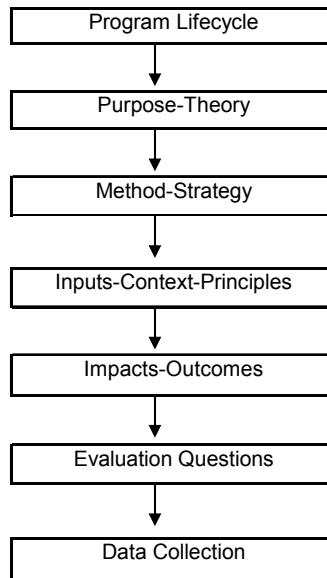 Program Lifecycle
Purpose-Theory
Method-Strategy
Inputs-Context-Principles
Impacts-Outcomes
Evaluation Questions
Data Collection